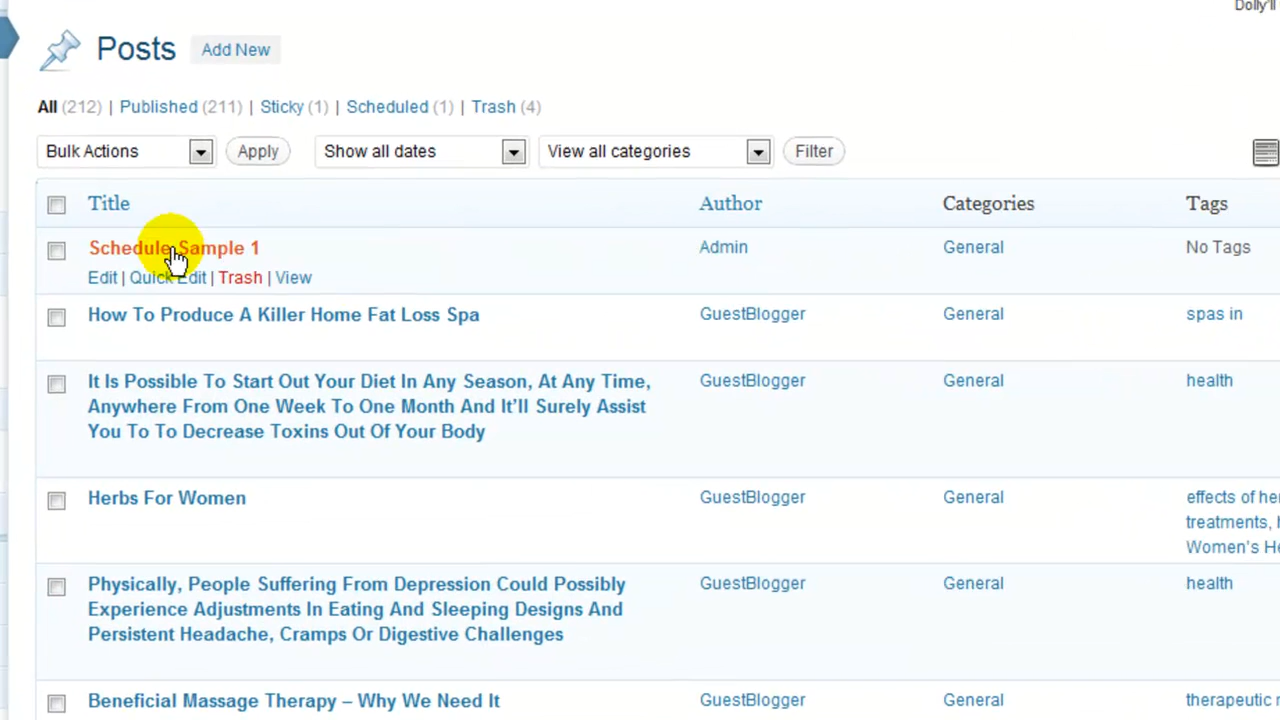 Dolly'll
Posts Add New
All (212) | Published (211) | Sticky (1) | Scheduled (1) | Trash (4)
Bulk Actions Apply Show all dates View all categories Filter
Title Author Categories Tags
Schedule Sample 1 Admin General No Tags
Edit | Quick Edit | Trash | View
How To Produce A Killer Home Fat Loss Spa GuestBlogger General spas in
It Is Possible To Start Out Your Diet In Any Season, At Any Time, GuestBlogger General health
Anywhere From One Week To One Month And It'll Surely Assist
You To To Decrease Toxins Out Of Your Body
Herbs For Women GuestBlogger General effects of
treatments,
Women's
Physically, People Suffering From Depression Could Possibly GuestBlogger General health
Experience Adjustments In Eating And Sleeping Designs And
Persistent Headache, Cramps Or Digestive Challenges
Beneficial Massage Therapy – Why We Need It GuestBlogger General therapeutic